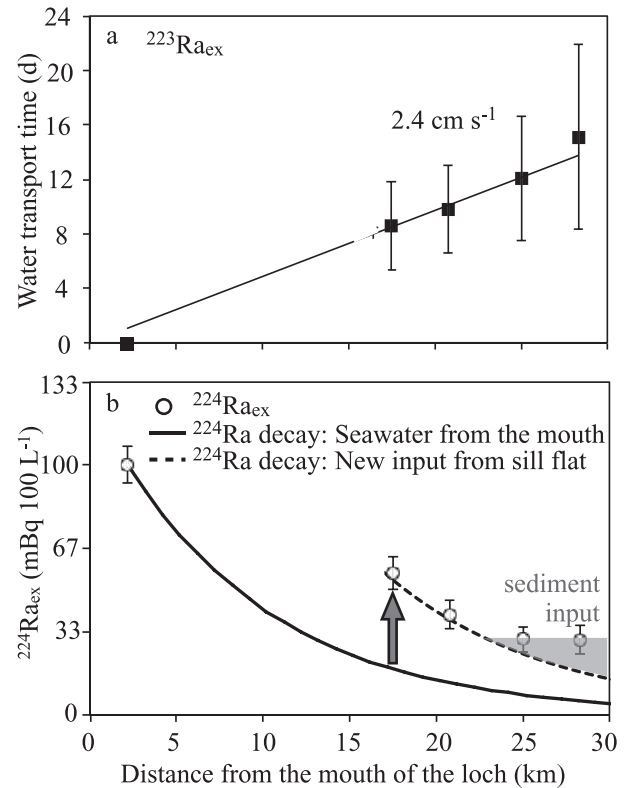 24
20
16
12
8
4
0
Water transport time (d)
a ²²³Raₑₓ
2.4 cm s⁻¹
133
100
67
33
0
²²⁴Raₑₓ (mBq 100 L⁻¹)
b
²²⁴Raₑₓ
²²⁴Ra decay: Seawater from the mouth
²²⁴Ra decay: New input from sill flat
sediment
input
0 5 10 15 20 25 30
Distance from the mouth of the loch (km)